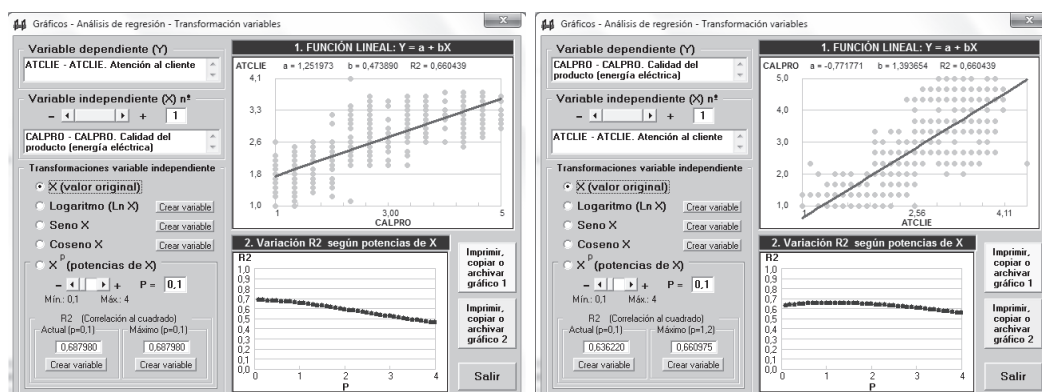 Gráficos - Análisis de regresión - Transformación variables
Variable dependiente (Y)
ATCLIE - ATCLIE. Atención al cliente
Variable independiente (X) nº
- + 1
CALPRO - CALPRO. Calidad del
producto (energía eléctrica)
Transformaciones variable independiente
X (valor original)
Logaritmo (Ln X) Crear variable
Seno X Crear variable
Coseno X Crear variable
X^p (potencias de X)
- + P = 0,1
Mín.: 0,1 Máx.: 4
R2 (Correlación al cuadrado)
Actual (p=0,1) Máximo (p=0,1)
0,687980 0,687980
Crear variable Crear variable
1. FUNCIÓN LINEAL: Y = a + bX
ATCLIE a = 1,251973 b = 0,473890 R2 = 0,660439
4,1
3,3
2,6
1,8
1,0
1 3,00 5
CALPRO
2. Variación R2 según potencias de X
R2
1,0
0,9
0,8
0,7
0,6
0,5
0,4
0,3
0,2
0,1
0,0
0 1 2 3 4
P
Imprimir,
copiar o
archivar
gráfico 1
Imprimir,
copiar o
archivar
gráfico 2
Salir
Gráficos - Análisis de regresión - Transformación variables
Variable dependiente (Y)
CALPRO - CALPRO. Calidad del
producto (energía eléctrica)
Variable independiente (X) nº
- + 1
ATCLIE - ATCLIE. Atención al cliente
Transformaciones variable independiente
X (valor original)
Logaritmo (Ln X) Crear variable
Seno X Crear variable
Coseno X Crear variable
X^p (potencias de X)
- + P = 0,1
Mín.: 0,1 Máx.: 4
R2 (Correlación al cuadrado)
Actual (p=0,1) Máximo (p=1,2)
0,636220 0,660975
Crear variable Crear variable
1. FUNCIÓN LINEAL: Y = a + bX
CALPRO a = -0,771771 b = 1,393654 R2 = 0,660439
5,0
4,0
3,0
2,0
1,0
1 2,56 4,11
ATCLIE
2. Variación R2 según potencias de X
R2
1,0
0,9
0,8
0,7
0,6
0,5
0,4
0,3
0,2
0,1
0,0
0 1 2 3 4
P
Imprimir,
copiar o
archivar
gráfico 1
Imprimir,
copiar o
archivar
gráfico 2
Salir